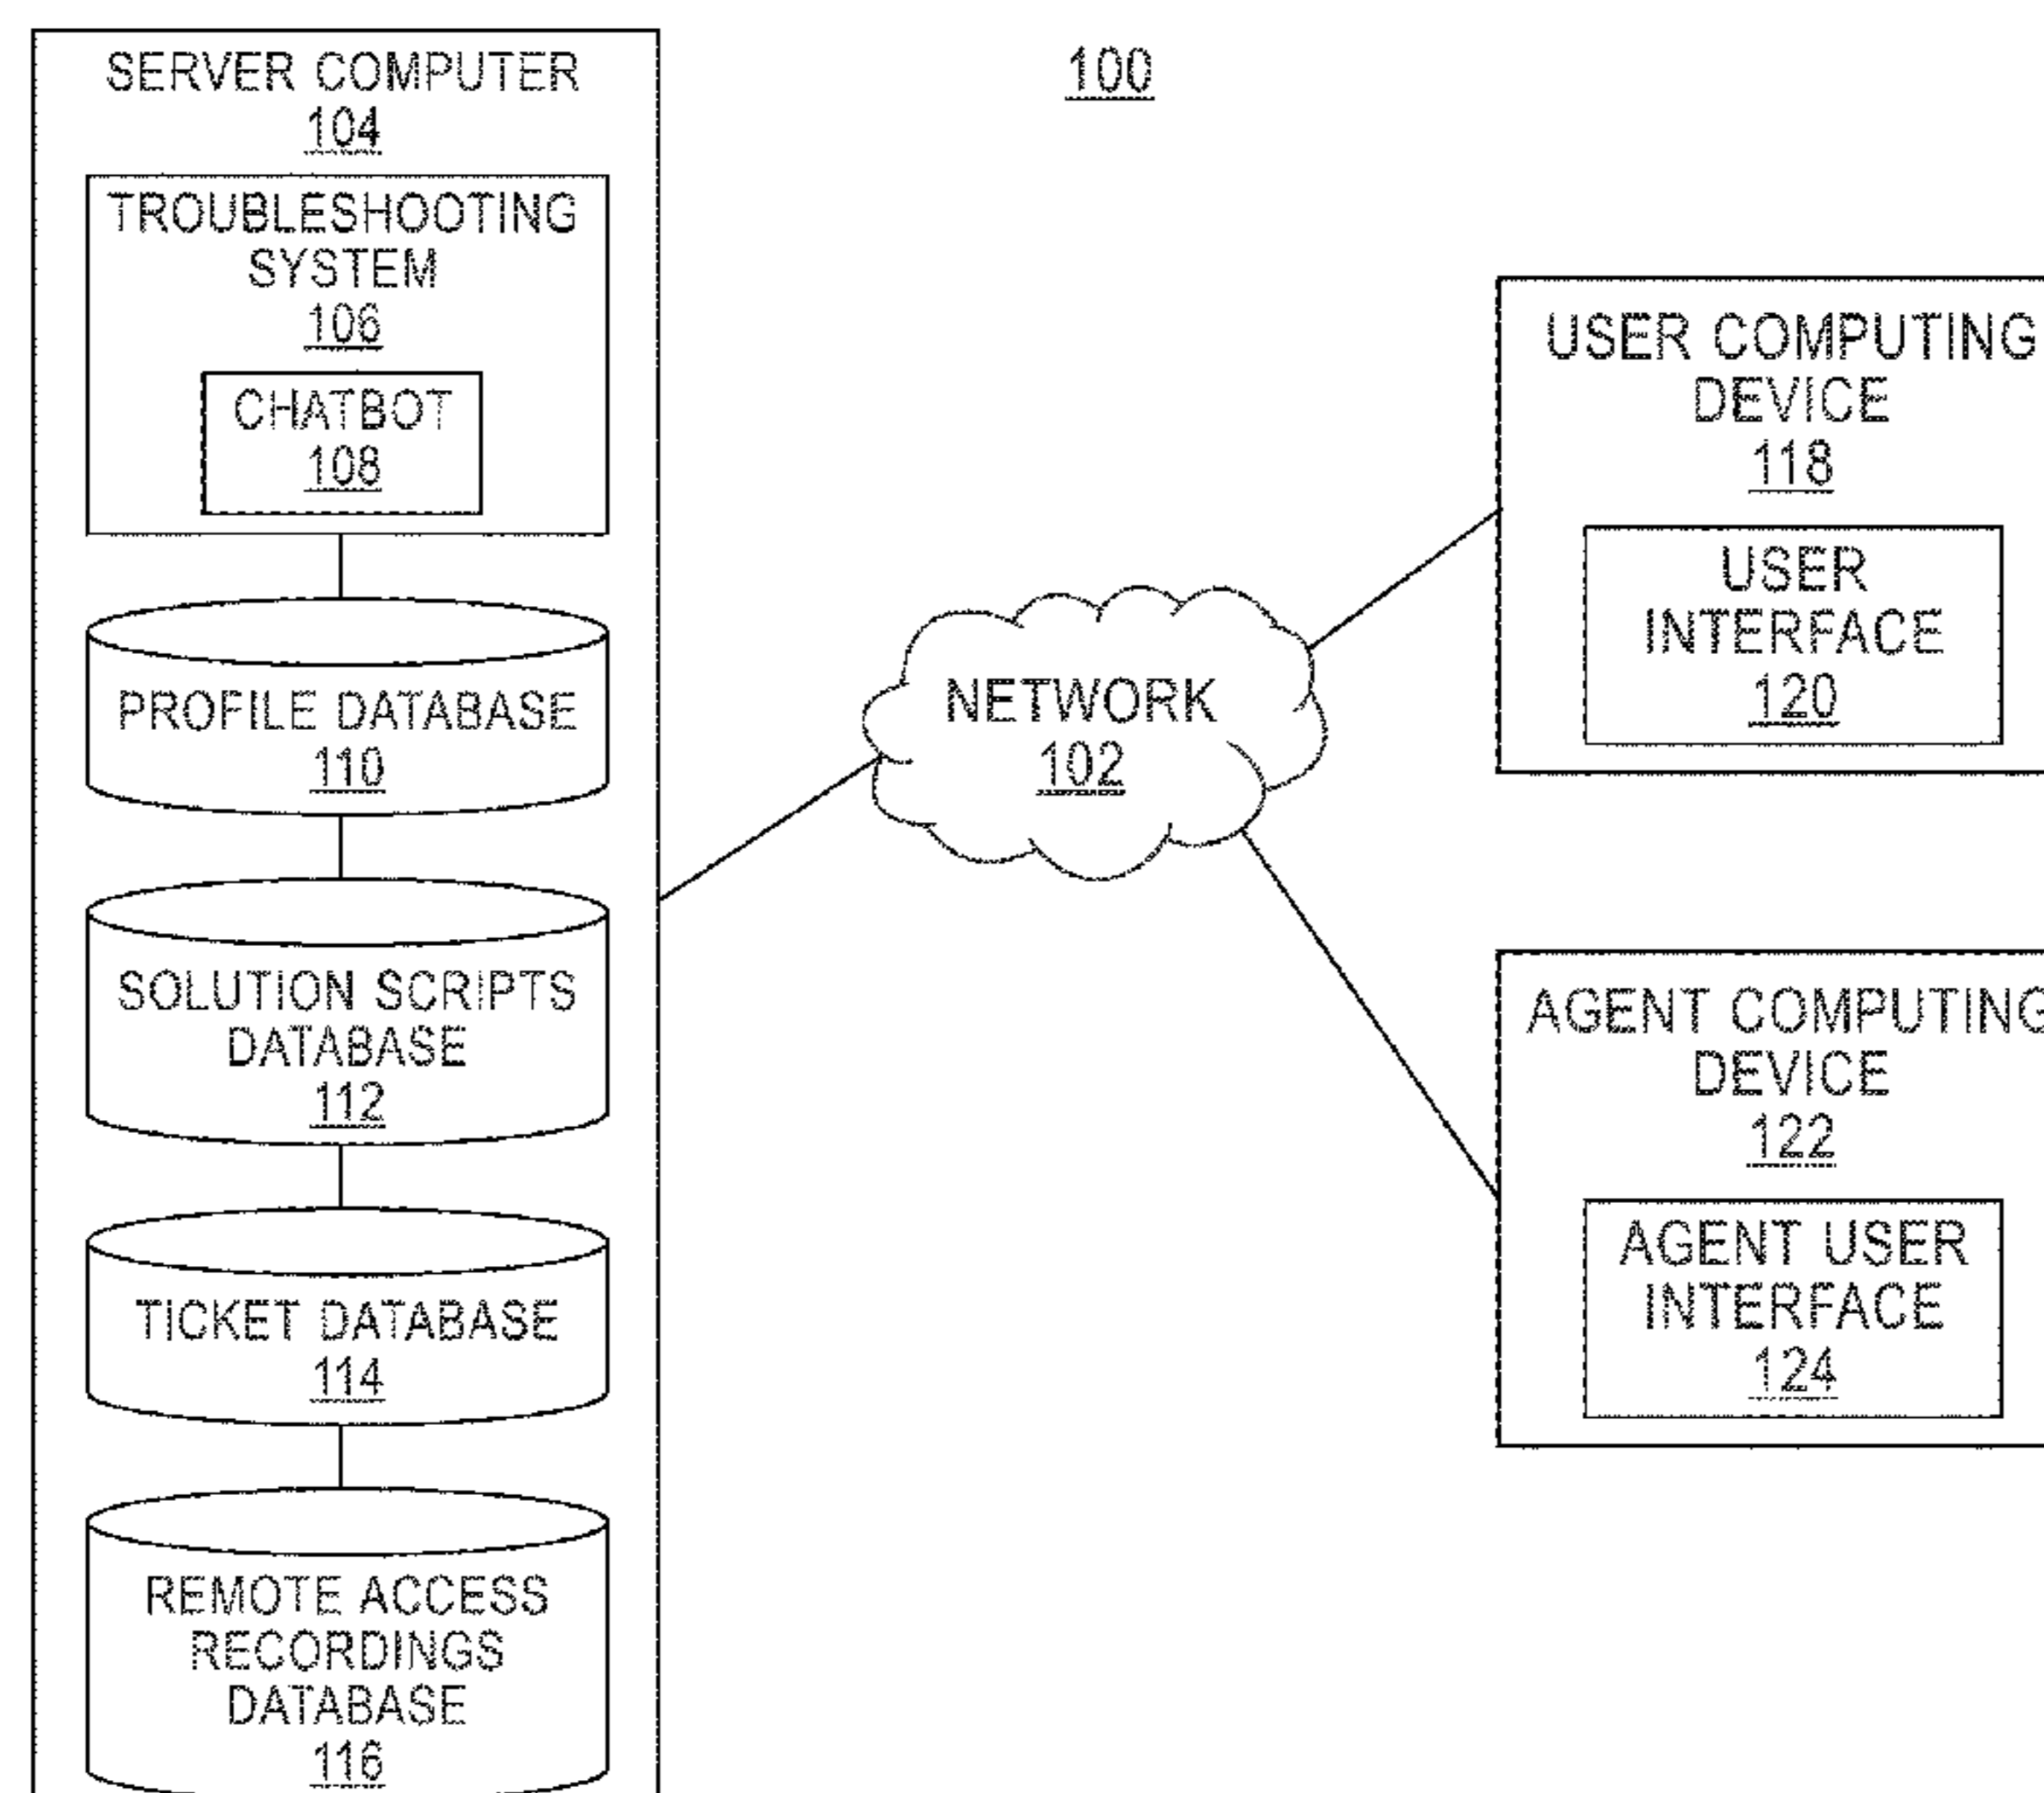 SERVER COMPUTER
104
TROUBLESHOOTING
SYSTEM
106
CHATBOT
108
PROFILE DATABASE
110
SOLUTION SCRIPTS
DATABASE
112
TICKET DATABASE
114
REMOTE ACCESS
RECORDINGS
DATABASE
116
100
NETWORK
102
USER COMPUTING
DEVICE
118
USER
INTERFACE
120
AGENT COMPUTING
DEVICE
122
AGENT USER
INTERFACE
124